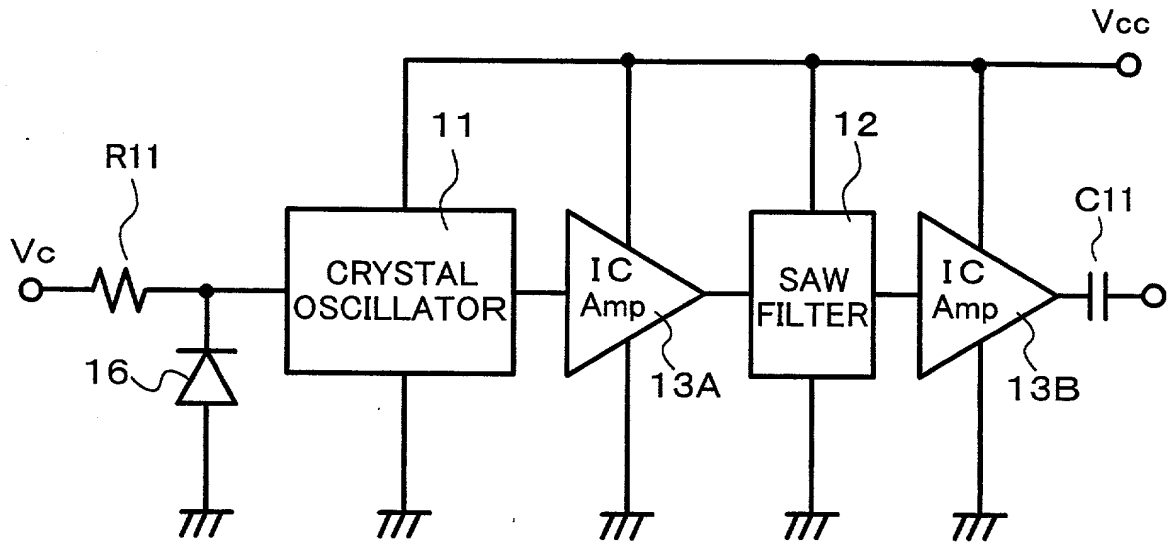 Vcc
11
12
R11
C11
Vc
CRYSTAL
OSCILLATOR
IC
Amp
SAW
FILTER
IC
Amp
16
13A
13B